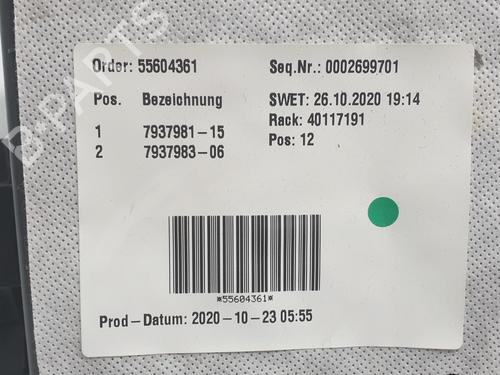 Order: 55604361
Seq.Nr.: 0002699701
Pos. Bezeichnung
SWET: 26.10.2020 19:14
Rack: 40117191
Pos: 12
1 7937981-15
2 7937983-06
*55604361*
Prod-Datum: 2020-10-23 05:55
B-PARTS